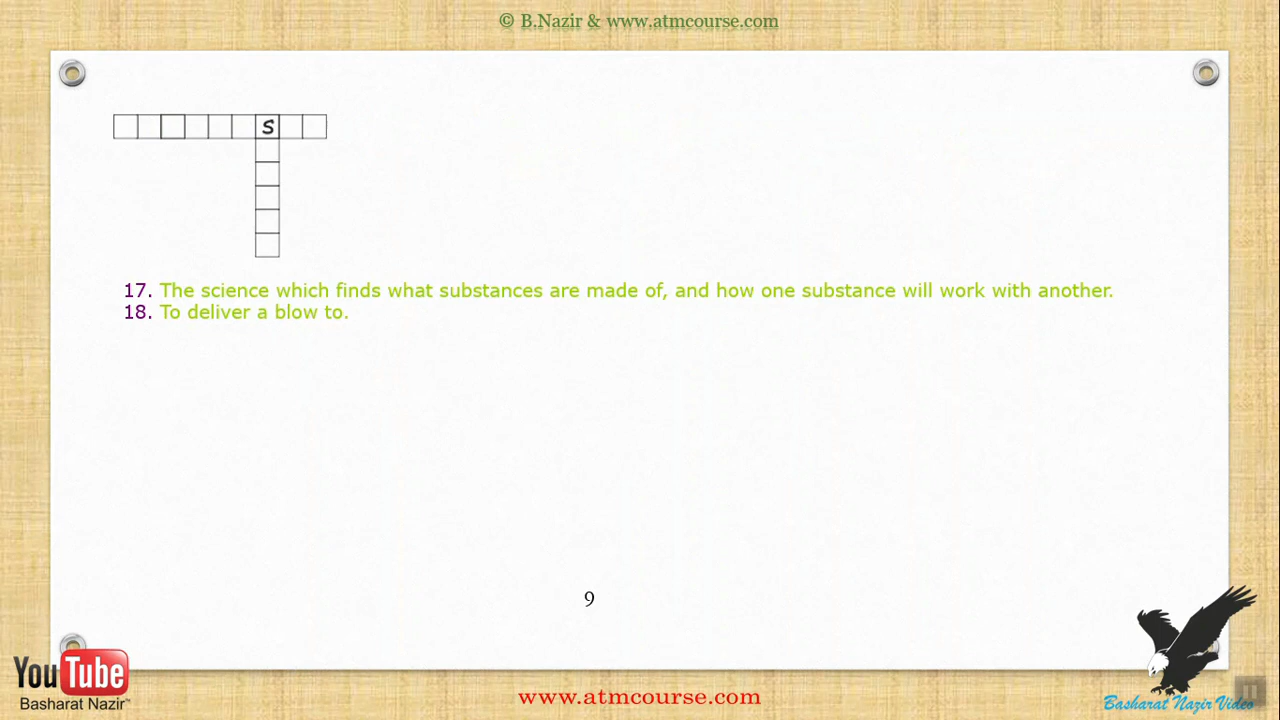 © B.Nazir & www.atmcourse.com
S
17. The science which finds what substances are made of, and how one substance will work with another.
18. To deliver a blow to.
9
YouTube
Basharat Nazir™
www.atmcourse.com
Basharat Nazir Video